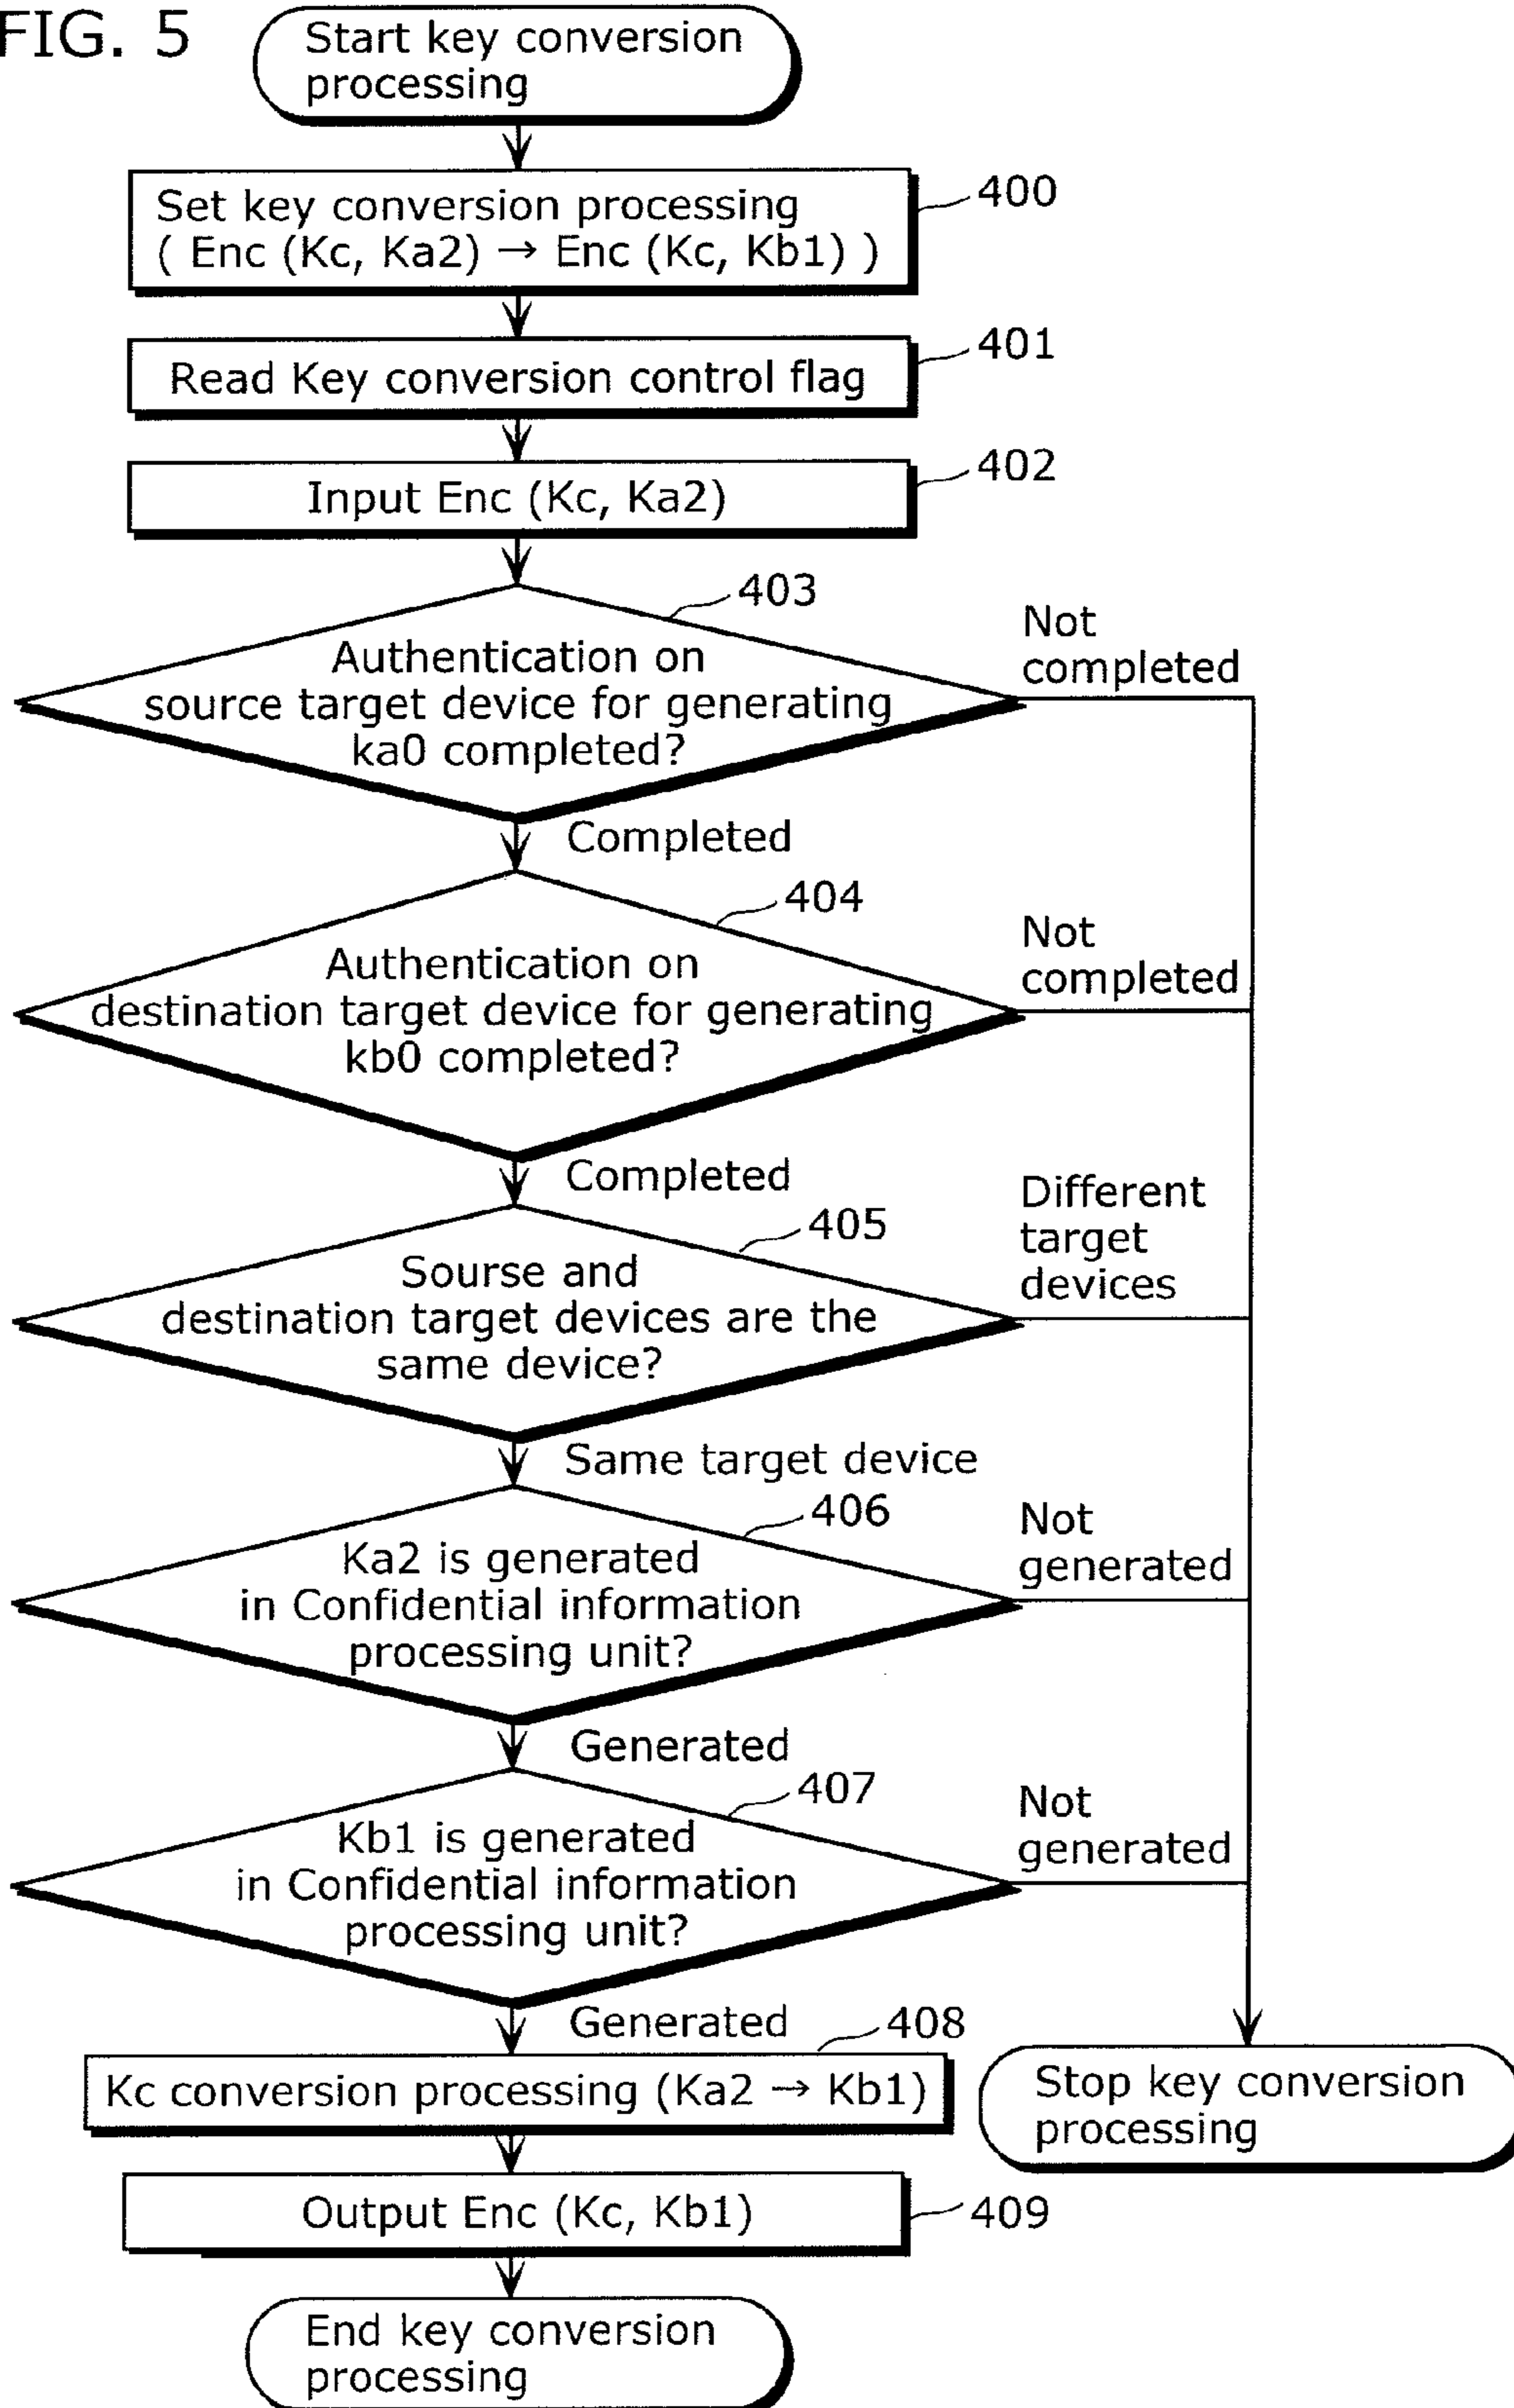 FIG. 5
Start key conversion
processing
400
Set key conversion processing
( Enc (Kc, Ka2) → Enc (Kc, Kb1) )
401
Read Key conversion control flag
402
Input Enc (Kc, Ka2)
403
Authentication on
source target device for generating
ka0 completed?
Not
completed
Completed
404
Authentication on
destination target device for generating
kb0 completed?
Not
completed
Completed
405
Sourse and
destination target devices are the
same device?
Different
target
devices
Same target device
406
Ka2 is generated
in Confidential information
processing unit?
Not
generated
Generated
407
Kb1 is generated
in Confidential information
processing unit?
Not
generated
Generated
408
Kc conversion processing (Ka2 → Kb1)
Stop key conversion
processing
Output Enc (Kc, Kb1)
409
End key conversion
processing